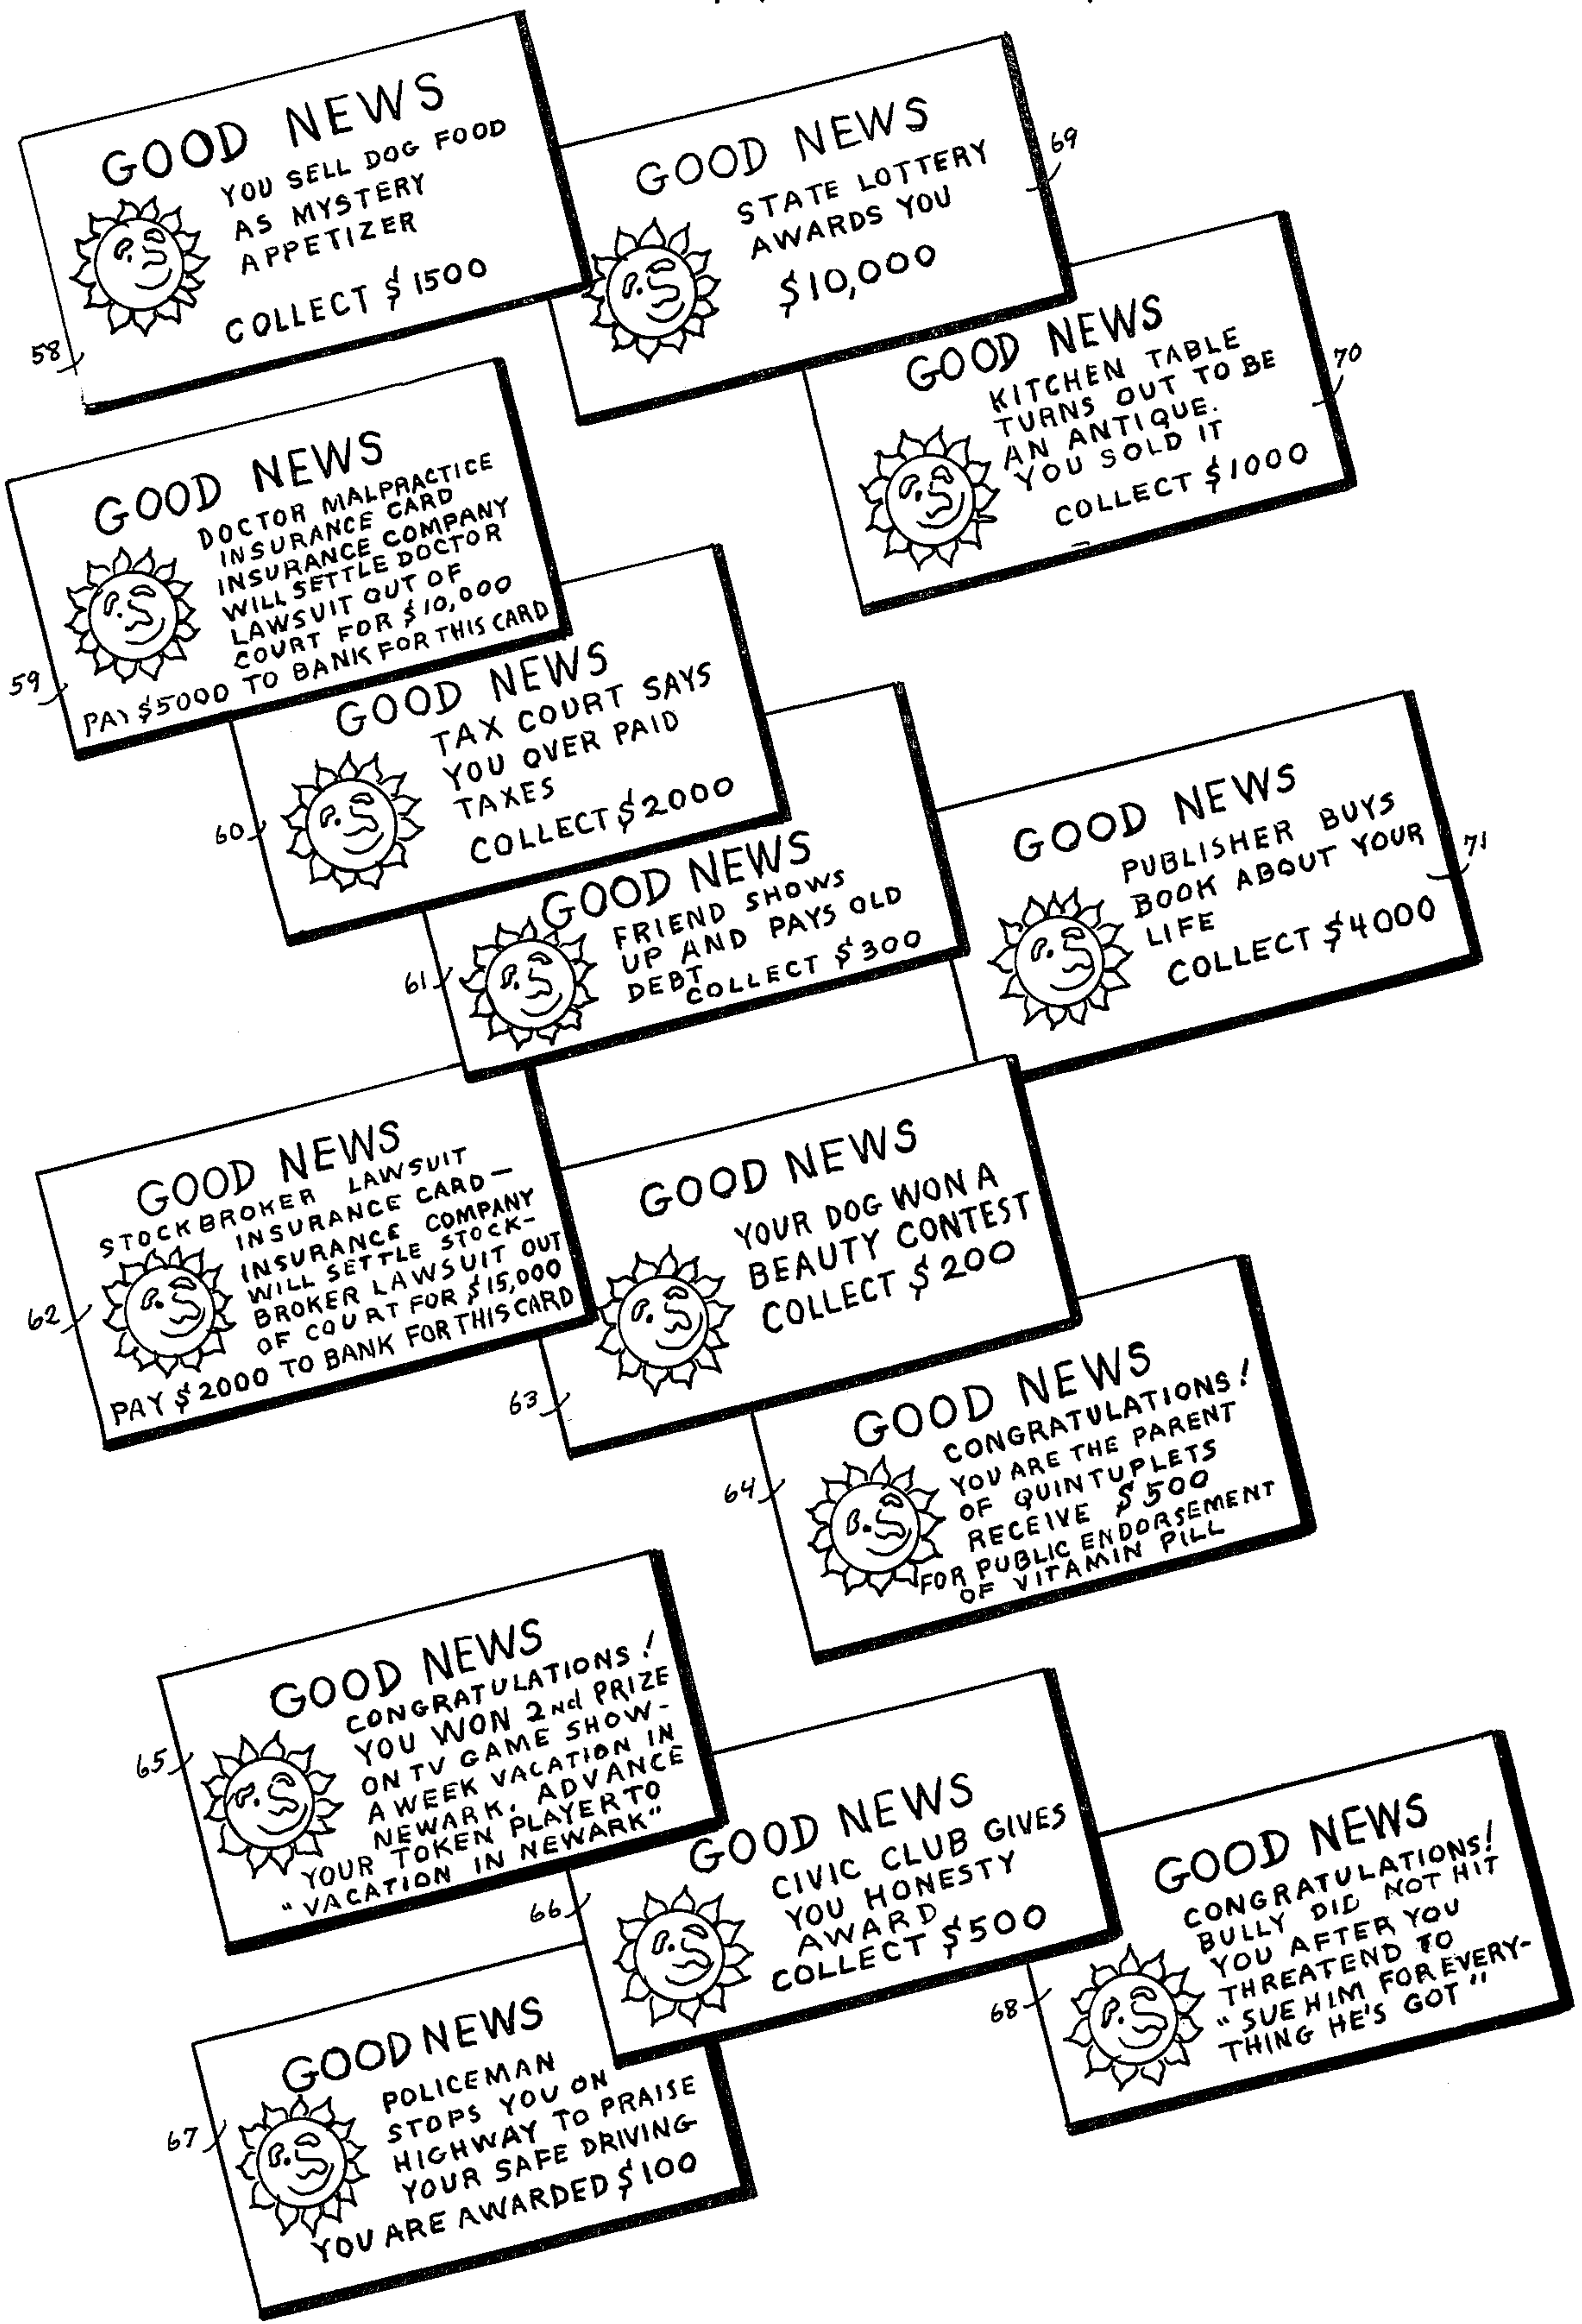 GOOD NEWS
YOU SELL DOG FOOD
AS MYSTERY
APPETIZER
COLLECT $1500
58
GOOD NEWS
STATE LOTTERY
AWARDS YOU
$10,000
69
GOOD NEWS
KITCHEN TABLE
TURNS OUT TO BE
AN ANTIQUE.
YOU SOLD IT
COLLECT $1000
70
GOOD NEWS
DOCTOR MALPRACTICE
INSURANCE CARD
INSURANCE COMPANY
WILL SETTLE DOCTOR
LAWSUIT OUT OF
COURT FOR $10,000
PAY $5000 TO BANK FOR THIS CARD
59
GOOD NEWS
TAX COURT SAYS
YOU OVER PAID
TAXES
COLLECT $2000
60
GOOD NEWS
FRIEND SHOWS
UP AND PAYS OLD
DEBT
COLLECT $300
61
GOOD NEWS
PUBLISHER BUYS
BOOK ABOUT YOUR
LIFE
COLLECT $4000
71
GOOD NEWS
STOCKBROKER LAWSUIT
INSURANCE CARD—
INSURANCE COMPANY
WILL SETTLE STOCK-
BROKER LAWSUIT OUT
OF COURT FOR $15,000
PAY $2000 TO BANK FOR THIS CARD
62
GOOD NEWS
YOUR DOG WON A
BEAUTY CONTEST
COLLECT $200
63
GOOD NEWS
CONGRATULATIONS!
YOU ARE THE PARENT
OF QUINTUPLETS
RECEIVE $500
FOR PUBLIC ENDORSEMENT
OF VITAMIN PILL
64
GOOD NEWS
CONGRATULATIONS!
YOU WON 2nd PRIZE
ON TV GAME SHOW-
A WEEK VACATION IN
NEWARK. ADVANCE
YOUR TOKEN PLAYER TO
"VACATION IN NEWARK"
65
GOOD NEWS
CIVIC CLUB GIVES
YOU HONESTY
AWARD
COLLECT $500
66
GOOD NEWS
CONGRATULATIONS!
BULLY DID NOT HIT
YOU AFTER YOU
THREATEND TO
"SUE HIM FOR EVERY-
THING HE'S GOT"
68
GOOD NEWS
POLICEMAN
STOPS YOU ON
HIGHWAY TO PRAISE
YOUR SAFE DRIVING
YOU ARE AWARDED $100
67